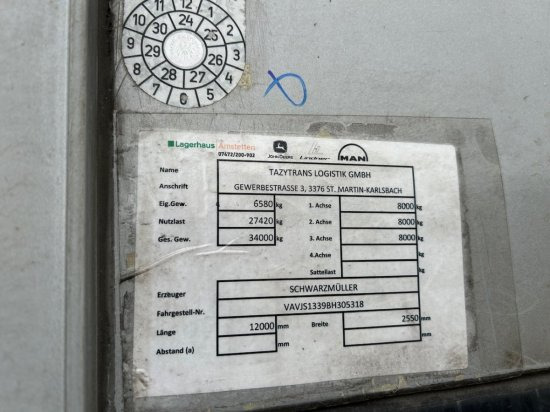 10 11 12 1 2 3 4 5 6 7 8 9
30 24 25 26 27 28 29
Lagerhaus Amstetten JOHN DEERE Lindner MAN
07472/200-902
Name TAZYTRANS LOGISTIK GMBH
Anschrift GEWERBESTRASSE 3, 3376 ST. MARTIN-KARLSBACH
Eig.Gew. 6580 kg 1. Achse 8000 kg
Nutzlast 27420 kg 2. Achse 8000 kg
Ges. Gew. 34000 kg 3. Achse 8000 kg
4.Achse kg
Sattellast kg
Erzeuger SCHWARZMÜLLER
Fahrgestell-Nr. VAVJS1339BH305318
Länge 12000 mm Breite 2550 mm
Abstand (a) mm